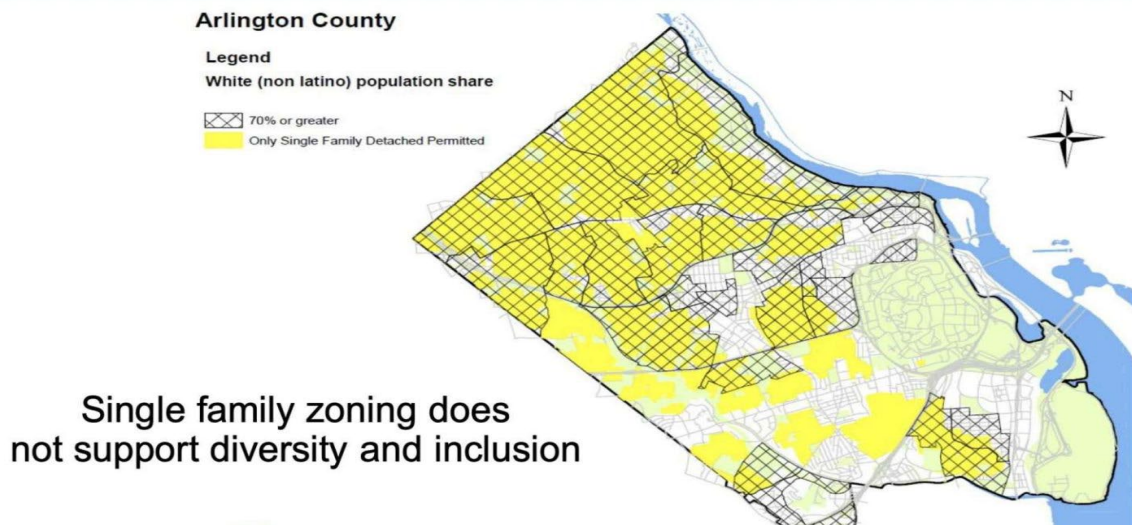 Arlington County
Legend
White (non latino) population share
70% or greater
Only Single Family Detached Permitted
N
Single family zoning does
not support diversity and inclusion